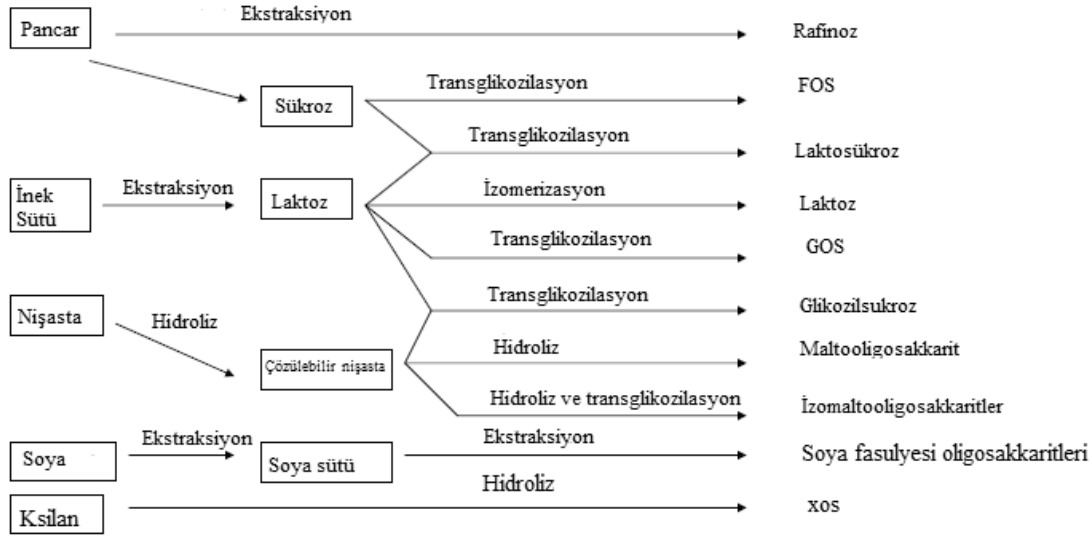 Ekstraksiyon
Pancar
Rafinoz
Transglikozilasyon
FOS
Sükroz
Transglikozilasyon
Laktosükroz
İnek
Sütü
Ekstraksiyon
Laktoz
İzomerizasyon
Laktoz
Transglikozilasyon
GOS
Nişasta
Hidroliz
Transglikozilasyon
Glikozilsukroz
Çözülebilir nişasta
Hidroliz
Maltooligosakkarit
Hidroliz ve transglikozilasyon
İzomaltooligosakkaritler
Soya
Ekstraksiyon
Soya sütü
Ekstraksiyon
Soya fasulyesi oligosakkaritleri
Ksilan
Hidroliz
xos